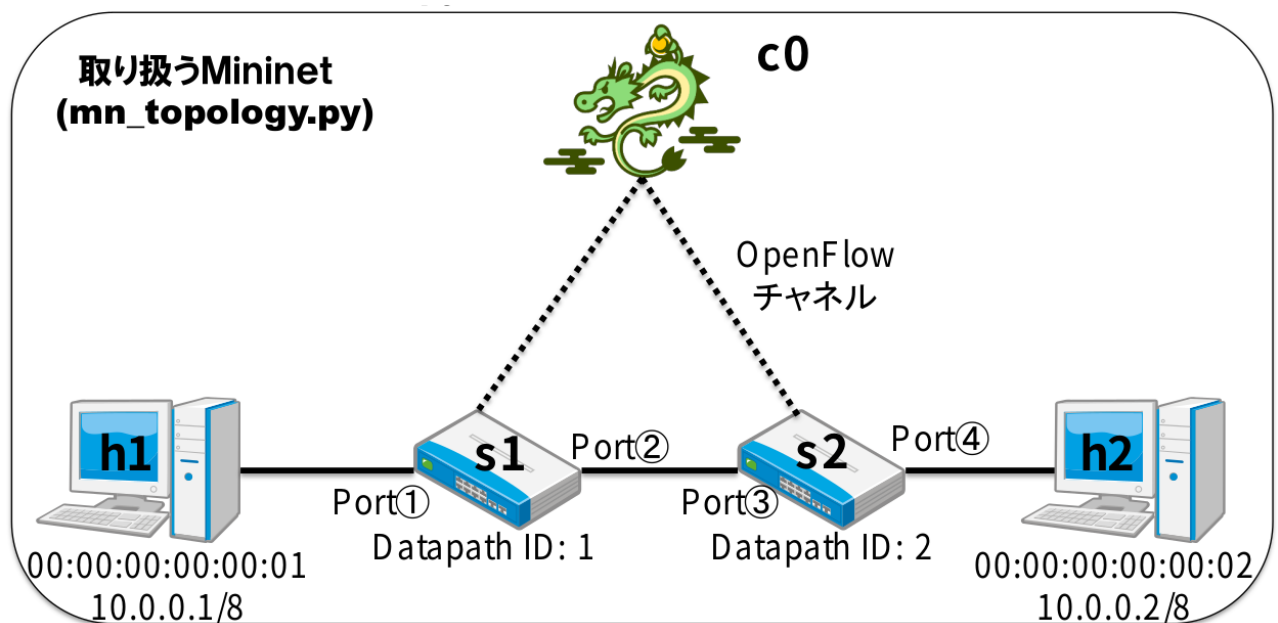 取り扱うMininet
(mn_topology.py)
c0
OpenFlow
チャネル
h1
s1
Port②
s2
Port④
h2
Port①
Port③
Datapath ID: 1
Datapath ID: 2
00:00:00:00:00:01
10.0.0.1/8
00:00:00:00:00:02
10.0.0.2/8